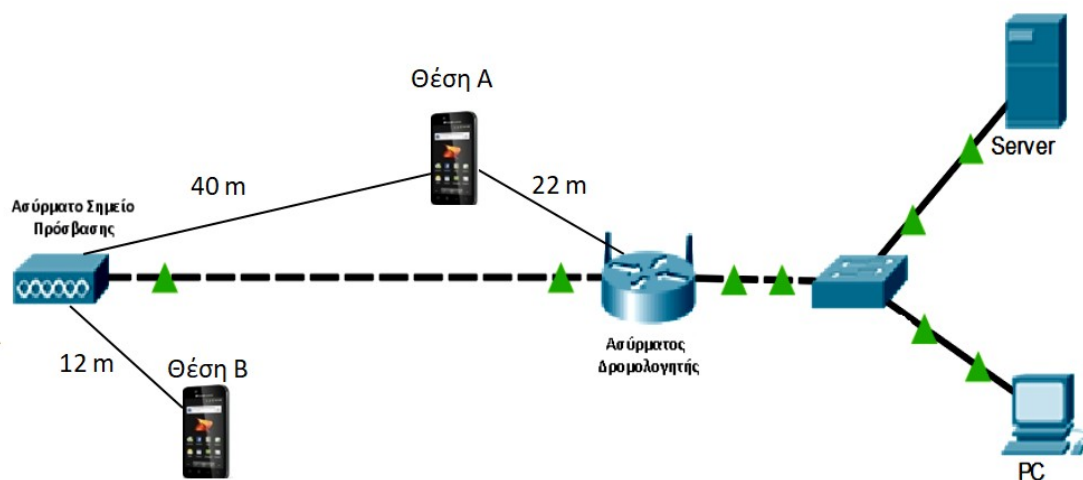 Θέση Α
40 m
22 m
Ασύρματο Σημείο
Πρόσβασης
Server
12 m
Θέση Β
Ασύρματος
Δρομολογητής
PC